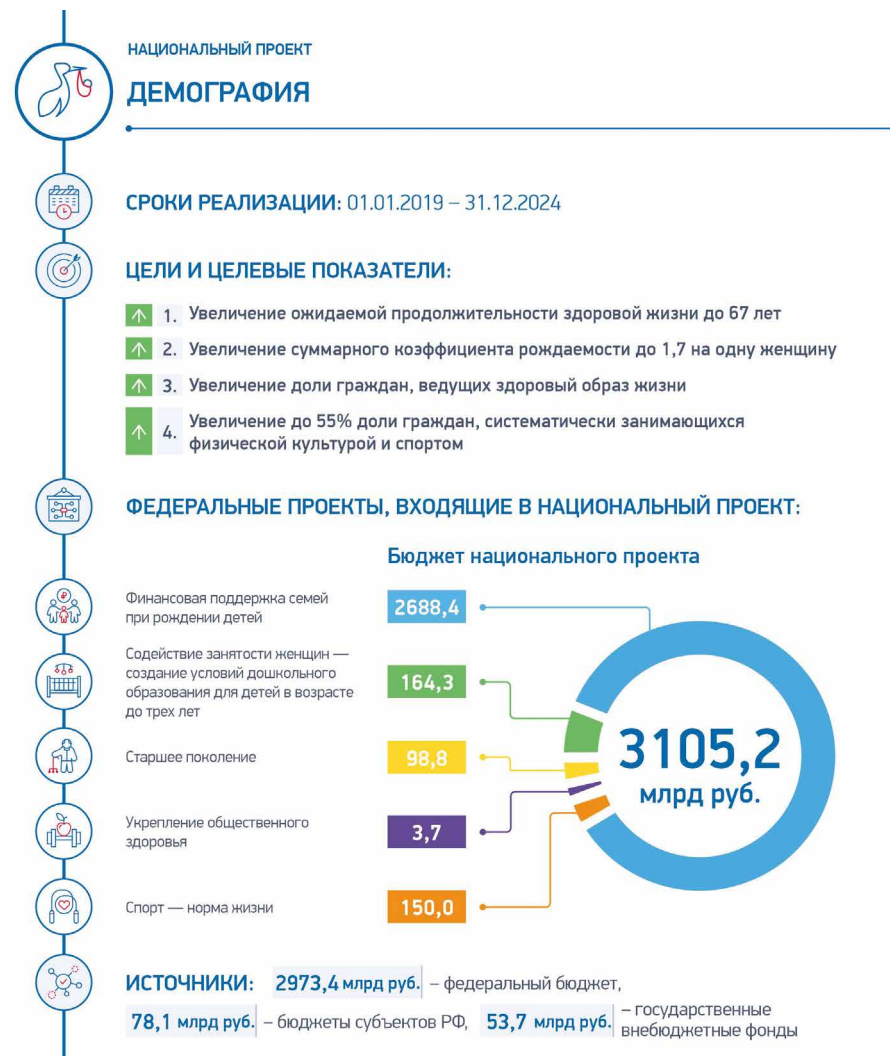 НАЦИОНАЛЬНЫЙ ПРОЕКТ
ДЕМОГРАФИЯ
СРОКИ РЕАЛИЗАЦИИ: 01.01.2019 – 31.12.2024
ЦЕЛИ И ЦЕЛЕВЫЕ ПОКАЗАТЕЛИ:
1. Увеличение ожидаемой продолжительности здоровой жизни до 67 лет
2. Увеличение суммарного коэффициента рождаемости до 1,7 на одну женщину
3. Увеличение доли граждан, ведущих здоровый образ жизни
4. Увеличение до 55% доли граждан, систематически занимающихся
физической культурой и спортом
ФЕДЕРАЛЬНЫЕ ПРОЕКТЫ, ВХОДЯЩИЕ В НАЦИОНАЛЬНЫЙ ПРОЕКТ:
Бюджет национального проекта
Финансовая поддержка семей
при рождении детей
2688,4
Содействие занятости женщин —
создание условий дошкольного
образования для детей в возрасте
до трех лет
164,3
Старшее поколение
98,8
Укрепление общественного
здоровья
3,7
Спорт — норма жизни
150,0
3105,2
млрд руб.
ИСТОЧНИКИ: 2973,4 млрд руб. – федеральный бюджет,
78,1 млрд руб. – бюджеты субъектов РФ, 53,7 млрд руб. – государственные
внебюджетные фонды